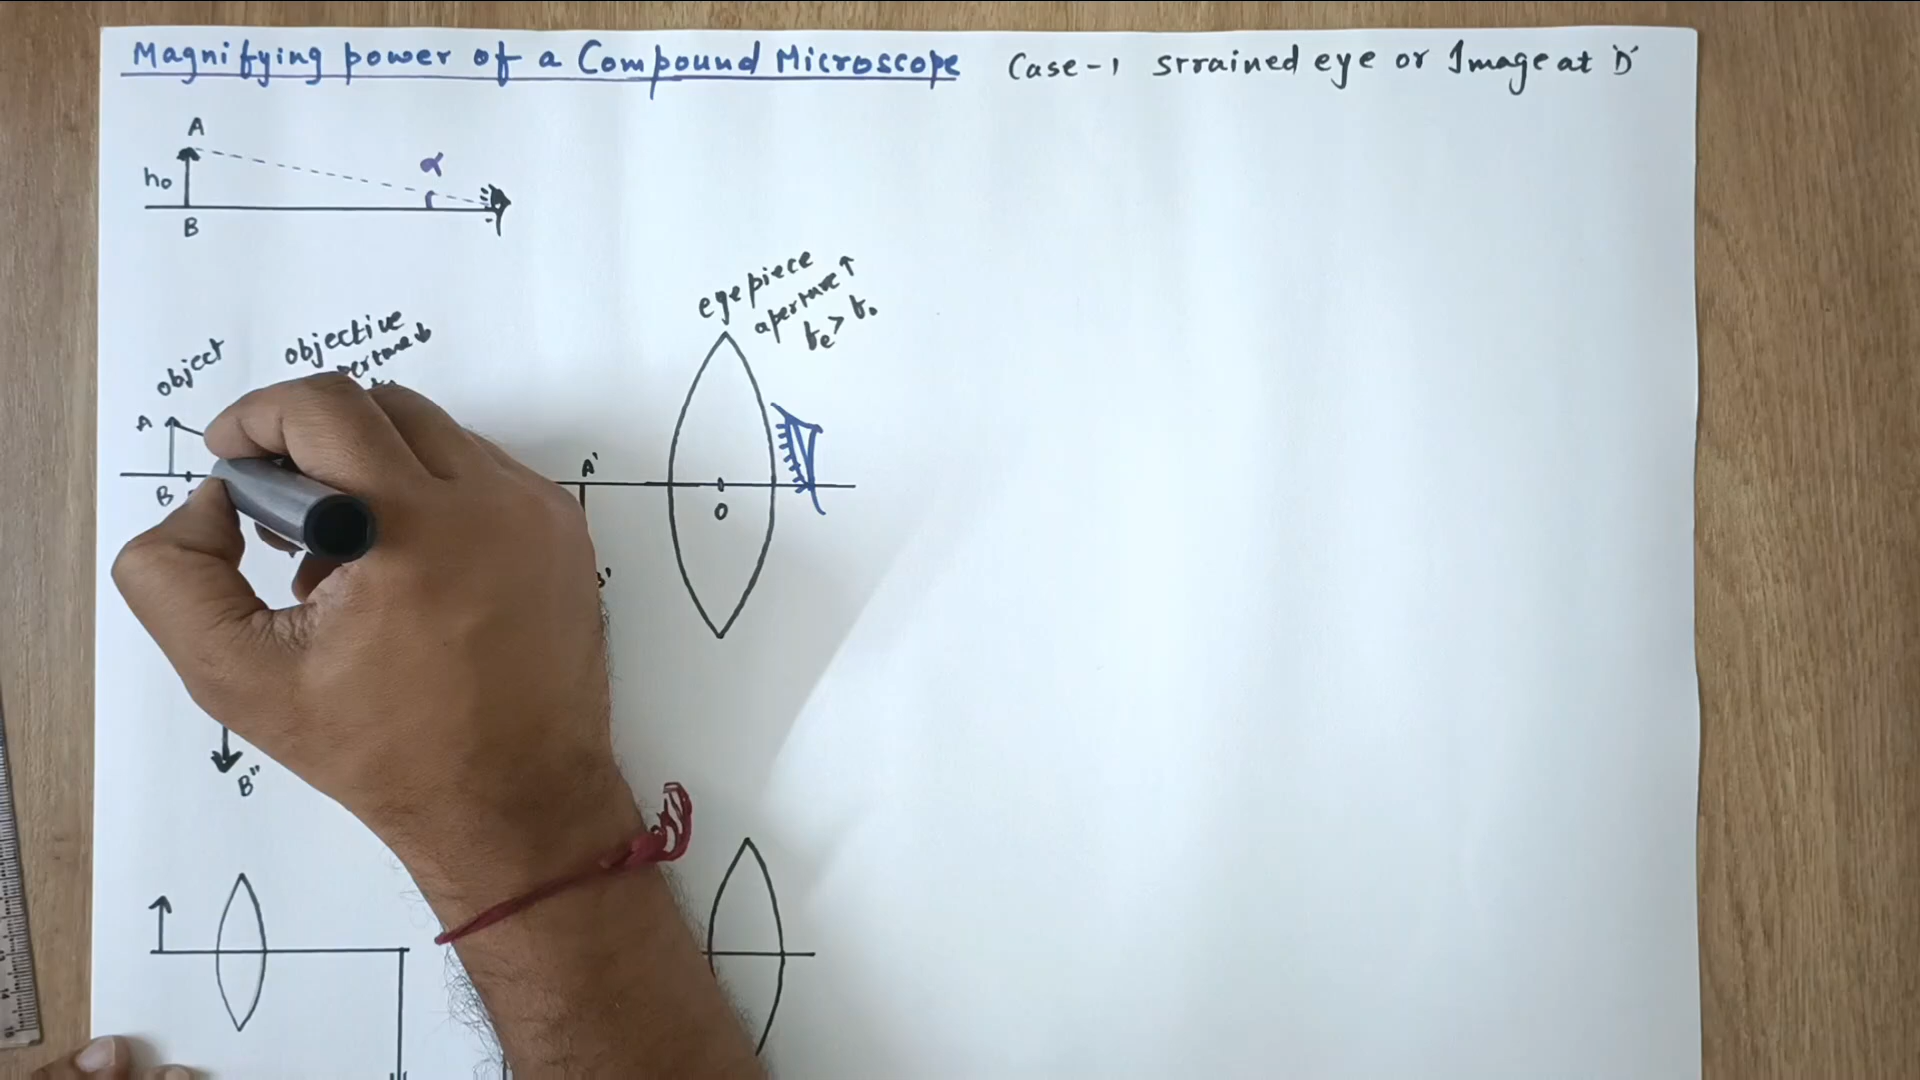 Magnifying power of a Compound Microscope Case-1 strained eye or Image at D
A
α
h₀
B
eyepiece
aperture ↑
fe > f₀
objective
object
A
B
A'
O
B"